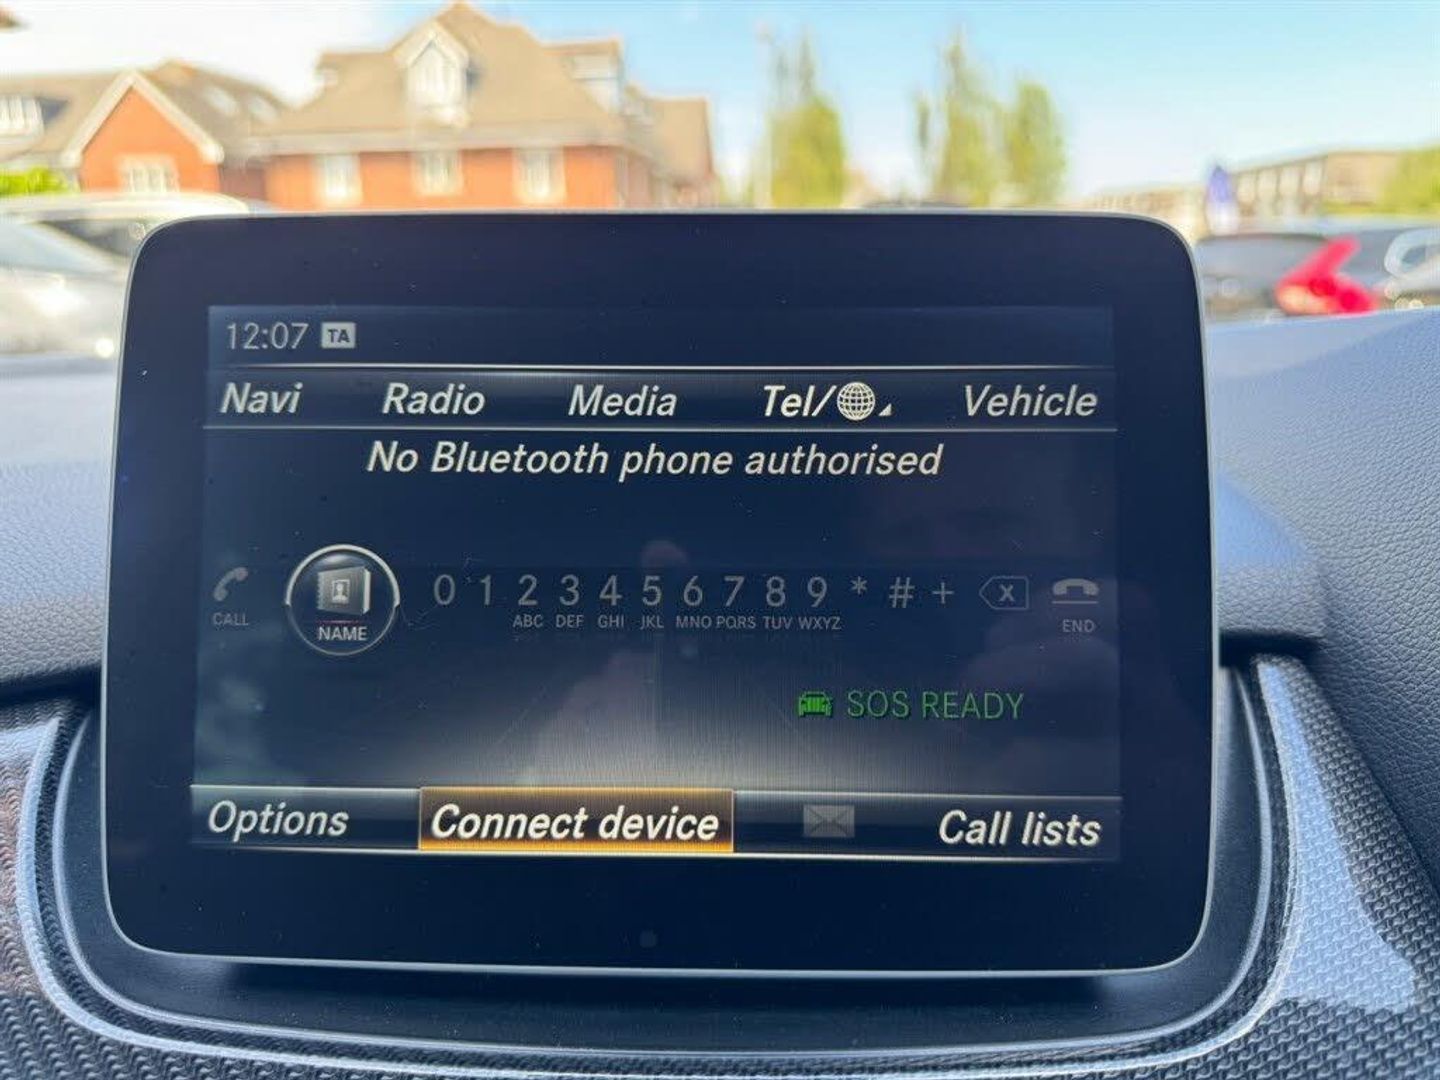 12:07 TA
Navi Radio Media Tel/ Vehicle
No Bluetooth phone authorised
0 1 2 3 4 5 6 7 8 9 * # + X
ABC DEF GHI JKL MNO PQRS TUV WXYZ
CALL NAME END
SOS READY
Options Connect device Call lists